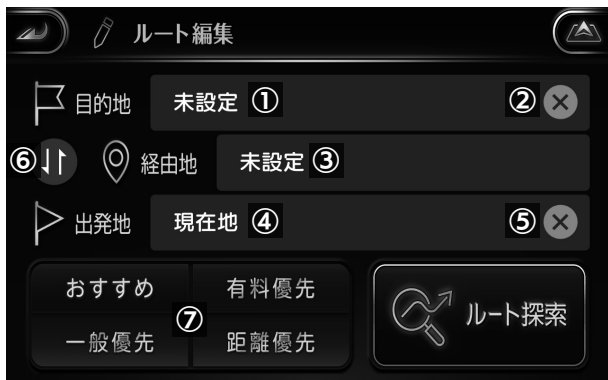 ルート編集
目的地 未設定 ① ②
⑥ 経由地 未設定 ③
出発地 現在地 ④ ⑤
おすすめ 有料優先
⑦
一般優先 距離優先
ルート探索